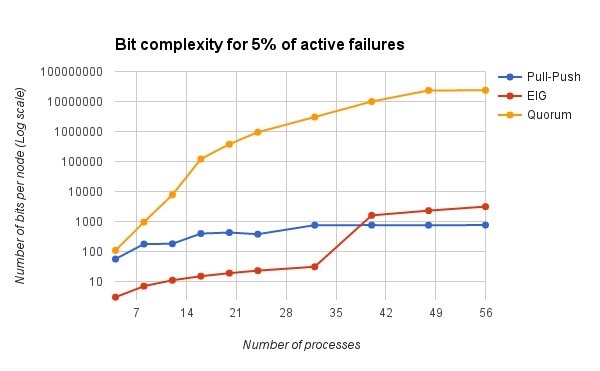 Bit complexity for 5% of active failures
100000000
10000000
1000000
100000
10000
1000
100
10
Number of bits per node (Log scale)
7 14 21 28 35 42 49 56
Number of processes
Pull-Push
EIG
Quorum